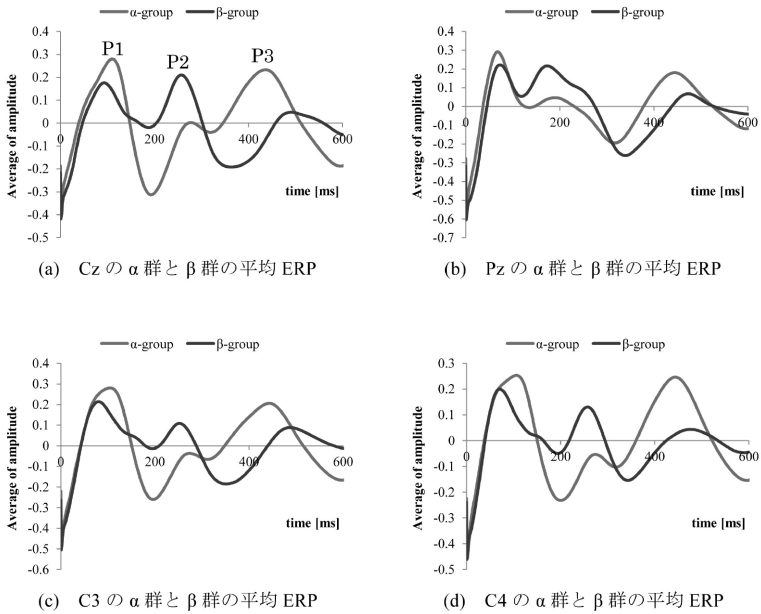 α-group β-group
P1 P2 P3
Average of amplitude
0.4
0.3
0.2
0.1
0
-0.1
-0.2
-0.3
-0.4
-0.5
0 200 400 600
time [ms]
(a) Cz の α 群と β 群の平均 ERP
α-group β-group
Average of amplitude
0.4
0.3
0.2
0.1
0
-0.1
-0.2
-0.3
-0.4
-0.5
-0.6
-0.7
0 200 400 600
time [ms]
(b) Pz の α 群と β 群の平均 ERP
α-group β-group
Average of amplitude
0.4
0.3
0.2
0.1
0
-0.1
-0.2
-0.3
-0.4
-0.5
-0.6
0 200 400 600
time [ms]
(c) C3 の α 群と β 群の平均 ERP
α-group β-group
Average of amplitude
0.3
0.2
0.1
0
-0.1
-0.2
-0.3
-0.4
-0.5
0 200 400 600
time [ms]
(d) C4 の α 群と β 群の平均 ERP